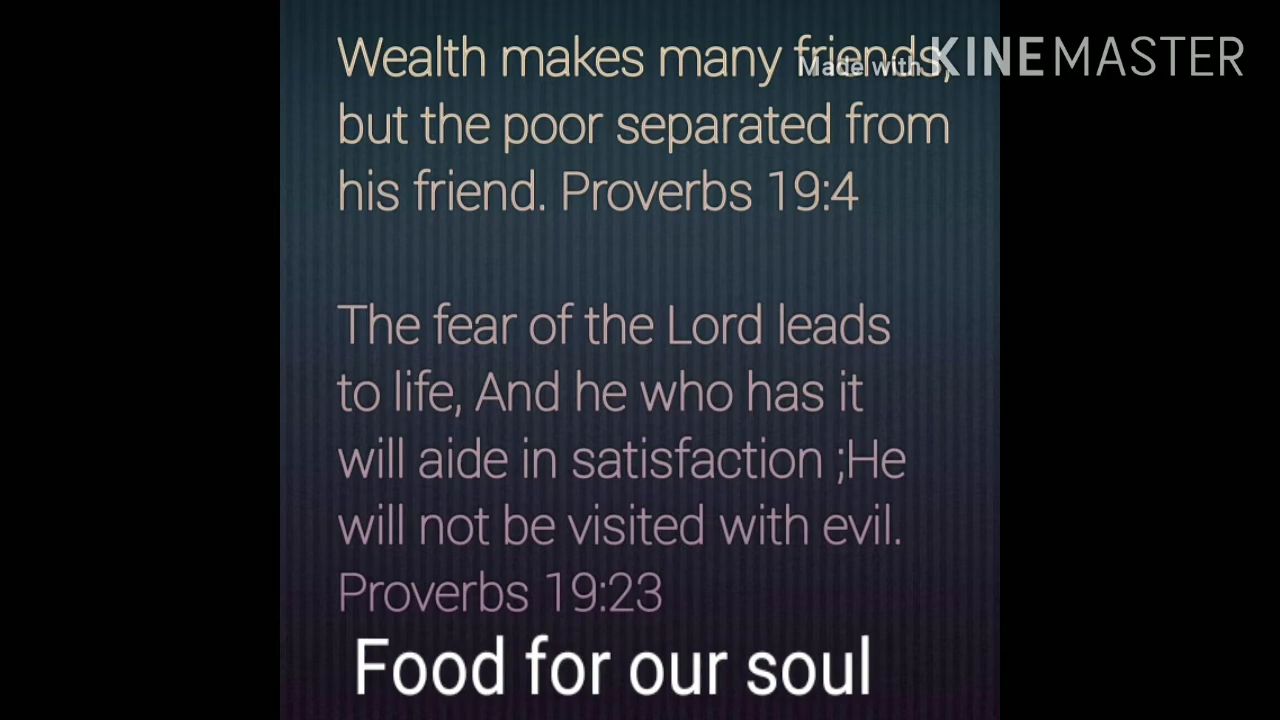 Wealth makes many friends,
but the poor separated from
his friend. Proverbs 19:4
The fear of the Lord leads
to life, And he who has it
will aide in satisfaction ;He
will not be visited with evil.
Proverbs 19:23
Food for our soul
Made with KINEMASTER